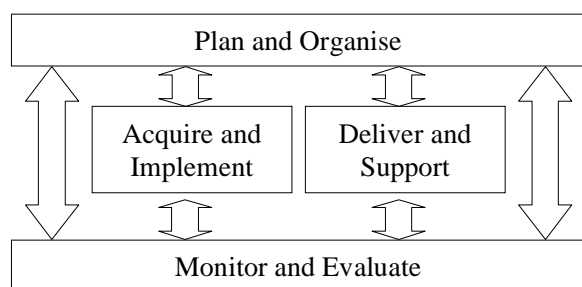 Plan and Organise
Acquire and
Implement
Deliver and
Support
Monitor and Evaluate